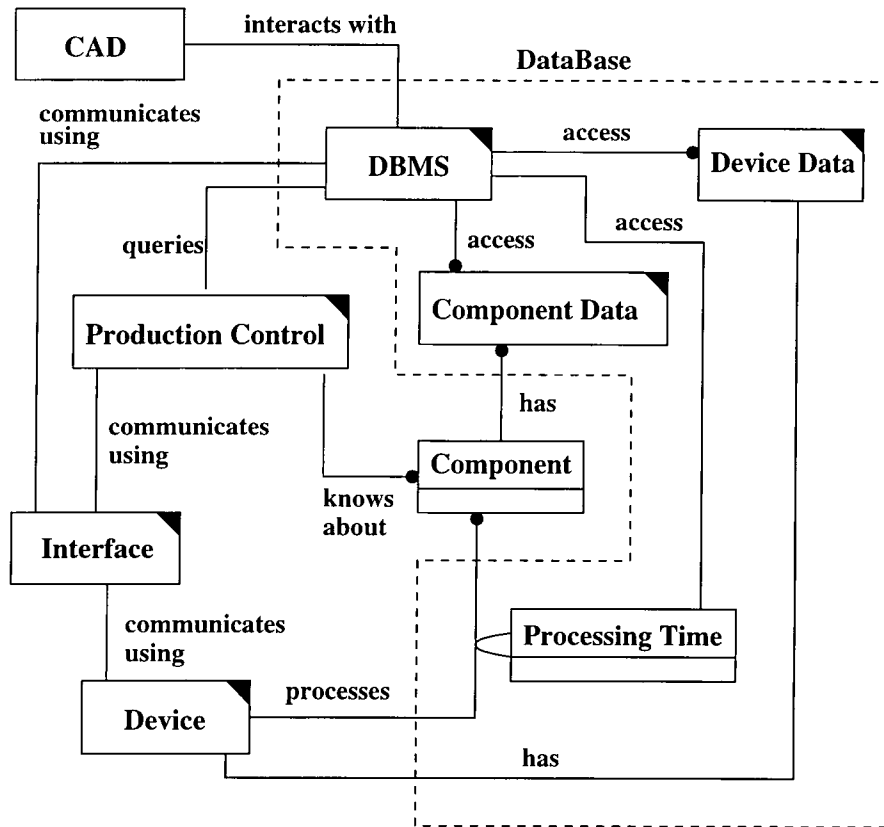 interacts with
CAD
DataBase
communicates
using
access
DBMS
Device Data
access
queries
access
Component Data
Production Control
has
communicates
using
Component
knows
about
Interface
communicates
using
Processing Time
processes
Device
has